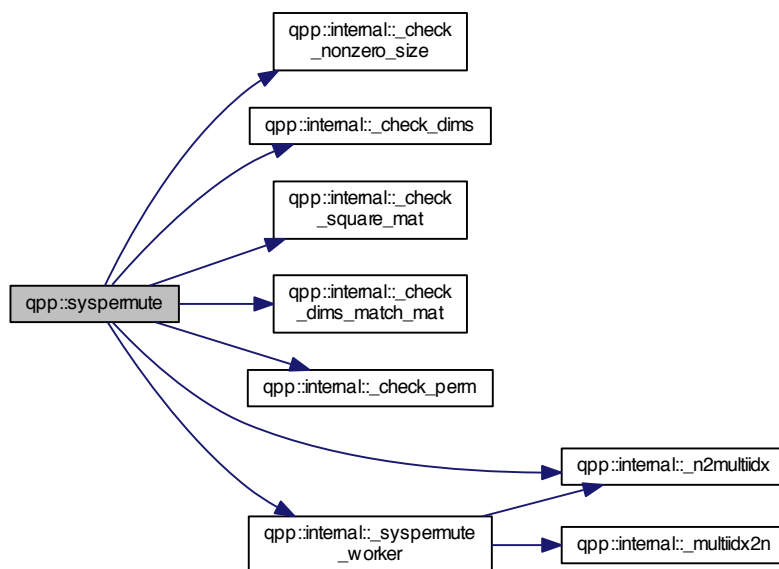 qpp::internal::_check
_nonzero_size
qpp::internal::_check_dims
qpp::internal::_check
_square_mat
qpp::syspermute
qpp::internal::_check
_dims_match_mat
qpp::internal::_check_perm
qpp::internal::_n2multiidx
qpp::internal::_syspermute
_worker
qpp::internal::_multiidx2n